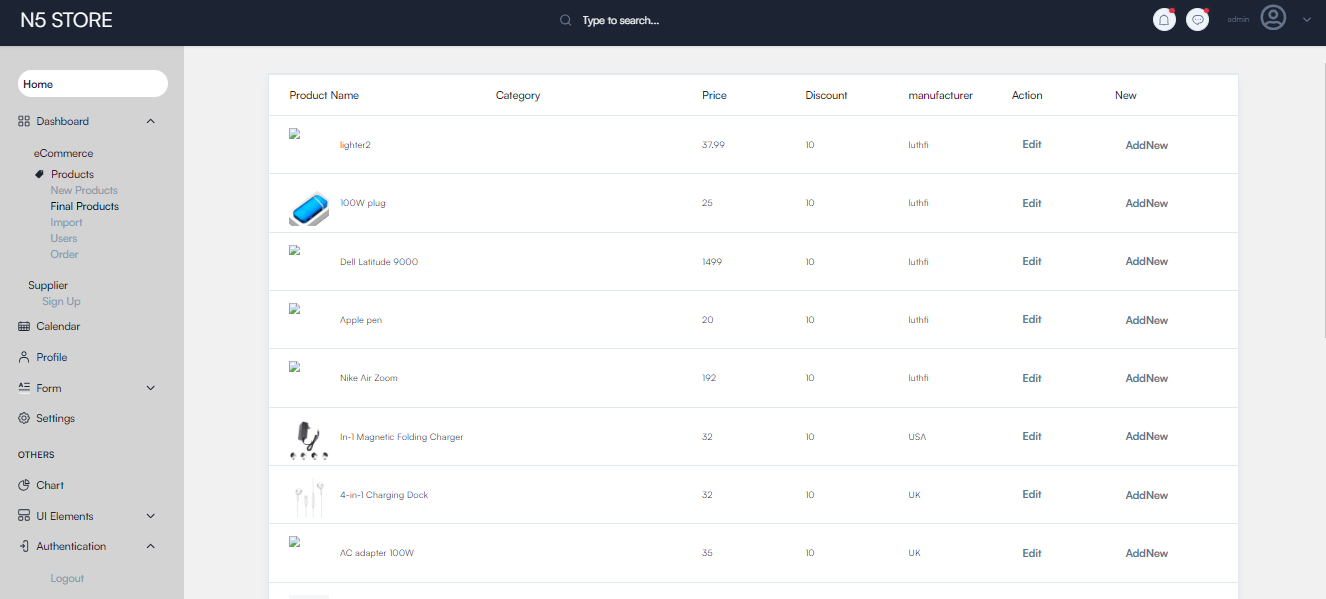 N5 STORE
Type to search...
admin
Home
Dashboard
eCommerce
Products
New Products
Final Products
Import
Users
Order
Supplier
Sign Up
Calendar
Profile
Form
Settings
OTHERS
Chart
UI Elements
Authentication
Logout
Product Name Category Price Discount manufacturer Action New
lighter2 37.99 10 luthfi Edit AddNew
100W plug 25 10 luthfi Edit AddNew
Dell Latitude 9000 1499 10 luthfi Edit AddNew
Apple pen 20 10 luthfi Edit AddNew
Nike Air Zoom 192 10 luthfi Edit AddNew
In-1 Magnetic Folding Charger 32 10 USA Edit AddNew
4-in-1 Charging Dock 32 10 UK Edit AddNew
AC adapter 100W 35 10 UK Edit AddNew